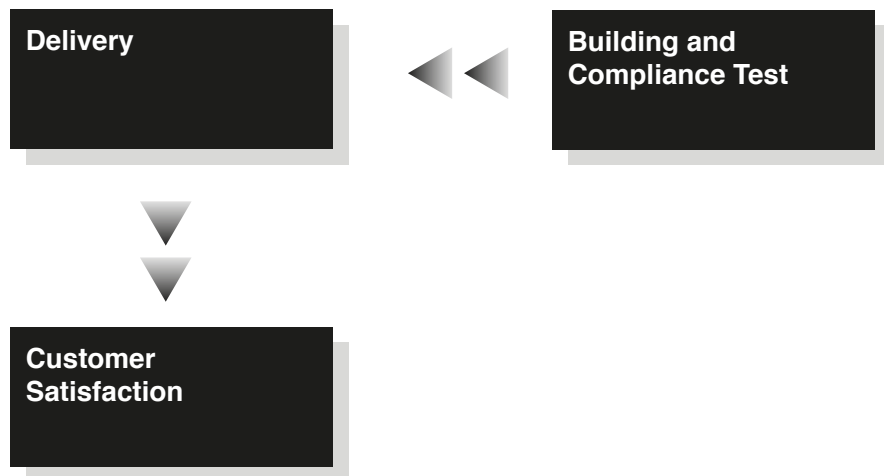 Delivery
Building and
Compliance Test
Customer
Satisfaction